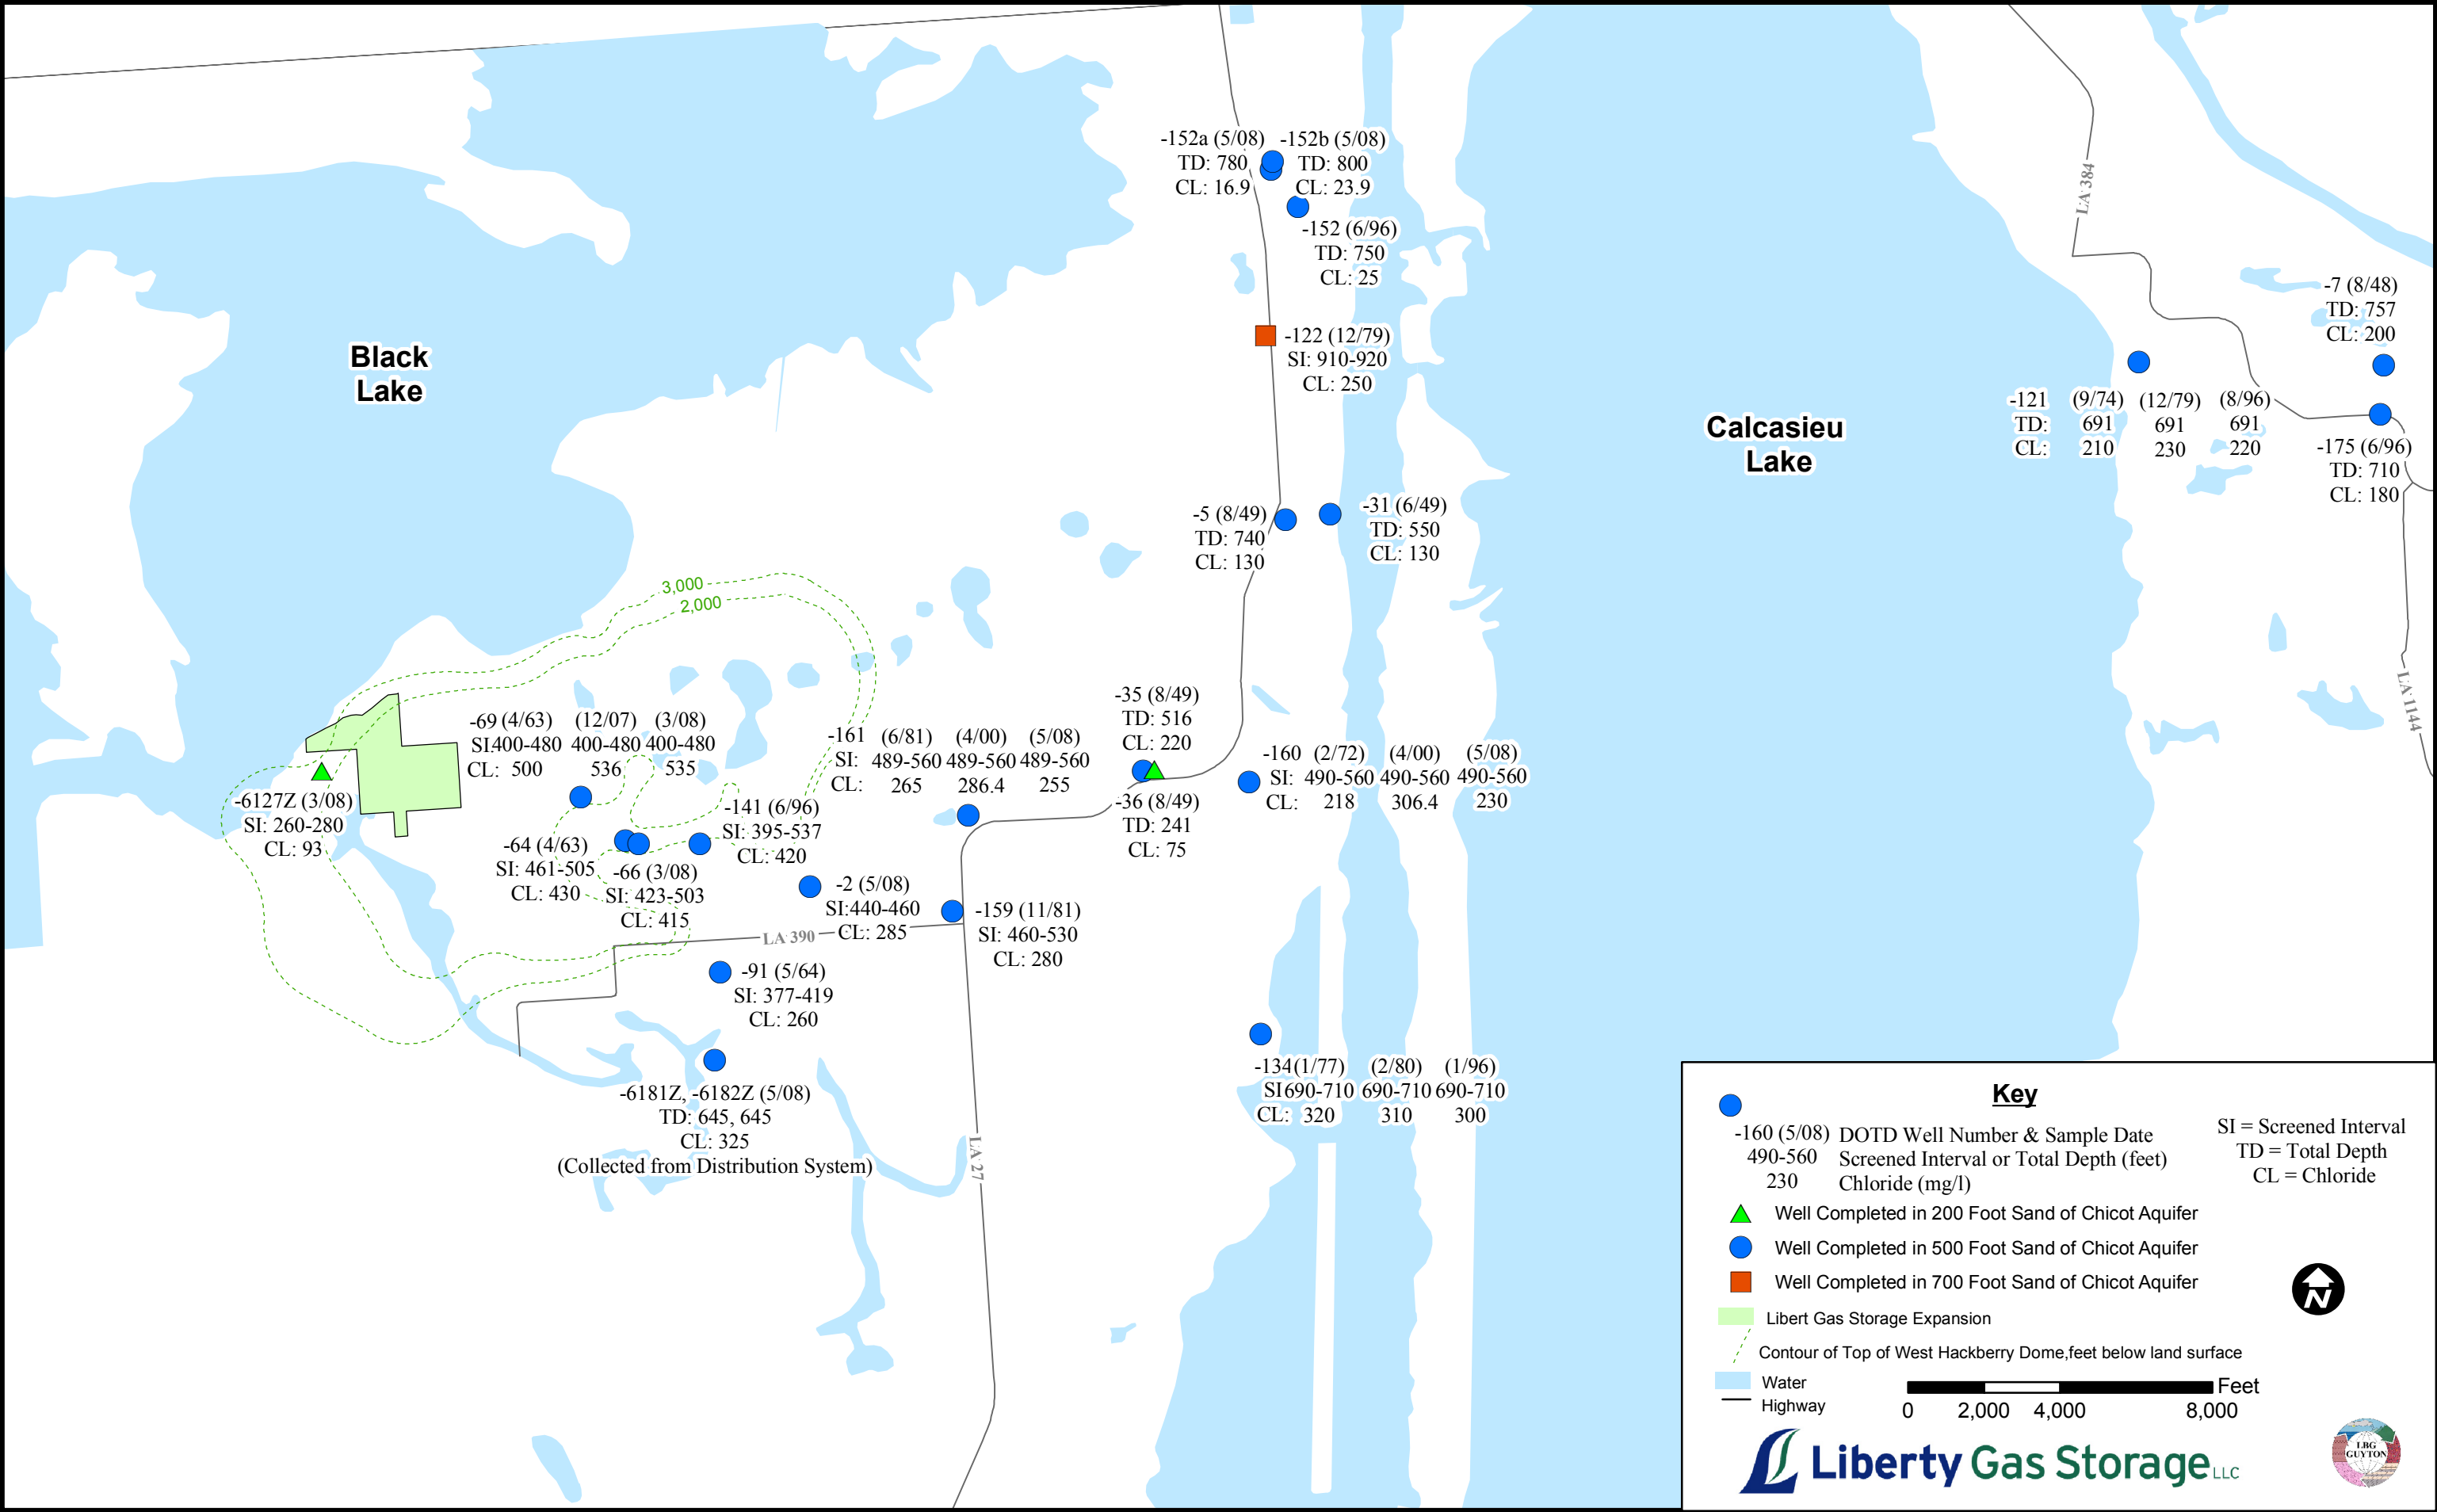 -152a (5/08)
TD: 780
CL: 16.9
-152b (5/08)
TD: 800
CL: 23.9
-152 (6/96)
TD: 750
CL: 25
LA 384
-7 (8/48)
TD: 757
CL: 200
Black
Lake
-122 (12/79)
SI: 910-920
CL: 250
Calcasieu
Lake
-121 (9/74) (12/79) (8/96)
TD: 691 691 691
CL: 210 230 220
-175 (6/96)
TD: 710
CL: 180
-5 (8/49)
TD: 740
CL: 130
-31 (6/49)
TD: 550
CL: 130
3,000
2,000
LA 1144
-69 (4/63) (12/07) (3/08)
SI:400-480 400-480 400-480
CL: 500 536 535
-161 (6/81) (4/00) (5/08)
SI: 489-560 489-560 489-560
CL: 265 286.4 255
-35 (8/49)
TD: 516
CL: 220
-160 (2/72) (4/00) (5/08)
SI: 490-560 490-560 490-560
CL: 218 306.4 230
-6127Z (3/08)
SI: 260-280
CL: 93
-36 (8/49)
TD: 241
CL: 75
-141 (6/96)
SI: 395-537
CL: 420
-64 (4/63)
SI: 461-505
CL: 430
-66 (3/08)
SI: 423-503
CL: 415
-2 (5/08)
SI:440-460
CL: 285
-159 (11/81)
SI: 460-530
CL: 280
LA 390
-91 (5/64)
SI: 377-419
CL: 260
-6181Z, -6182Z (5/08)
TD: 645, 645
CL: 325
(Collected from Distribution System)
-134 (1/77) (2/80) (1/96)
SI 690-710 690-710 690-710
CL: 320 310 300
LA 27
Key
-160 (5/08) DOTD Well Number & Sample Date
490-560 Screened Interval or Total Depth (feet)
230 Chloride (mg/l)
SI = Screened Interval
TD = Total Depth
CL = Chloride
Well Completed in 200 Foot Sand of Chicot Aquifer
Well Completed in 500 Foot Sand of Chicot Aquifer
Well Completed in 700 Foot Sand of Chicot Aquifer
Libert Gas Storage Expansion
Contour of Top of West Hackberry Dome,feet below land surface
Water
Highway
Feet
0 2,000 4,000 8,000
N
Liberty Gas Storage LLC
LBG
GUYTON